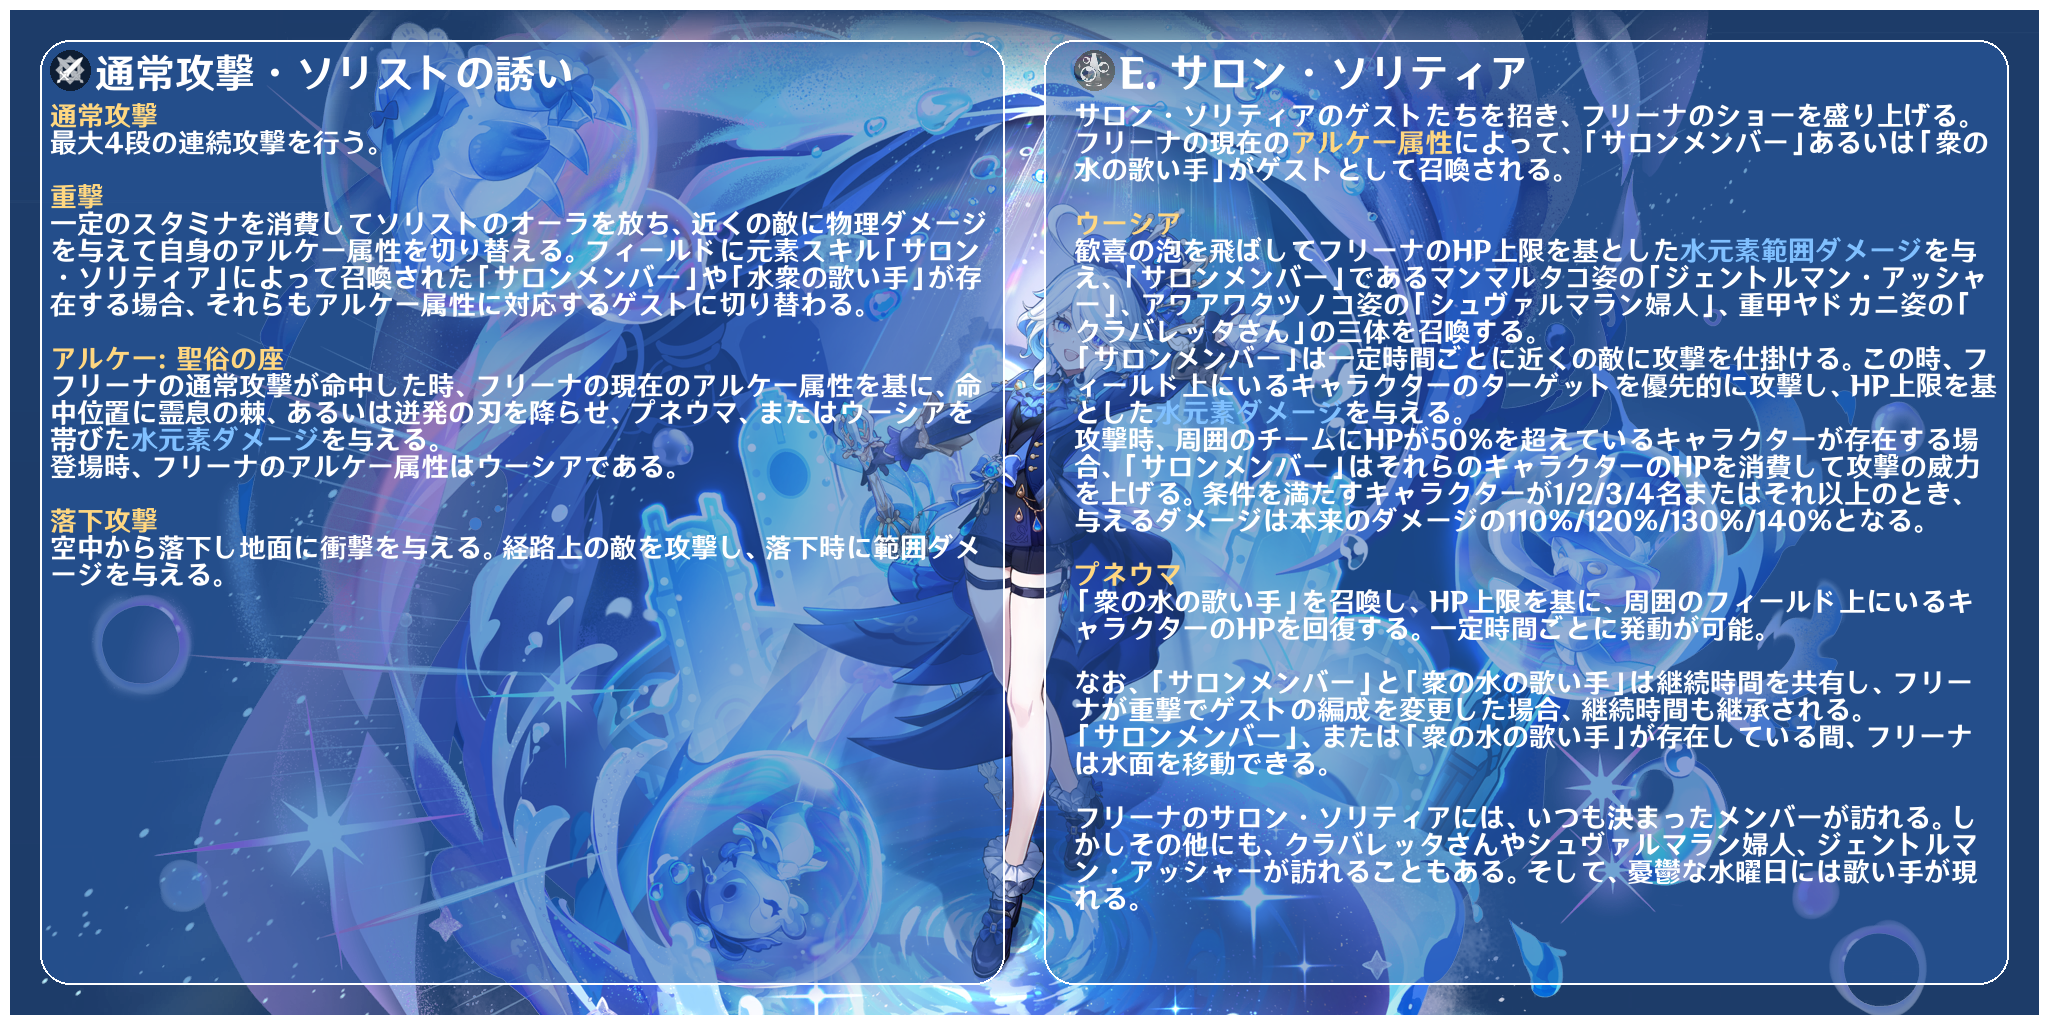 通常攻撃・ソリストの誘い
通常攻撃
最大4段の連続攻撃を行う。
重撃
一定のスタミナを消費してソリストのオーラを放ち、近くの敵に物理ダメージ
を与えて自身のアルケー属性を切り替える。フィールドに元素スキル「サロン
・ソリティア」によって召喚された「サロンメンバー」や「水衆の歌い手」が存
在する場合、それらもアルケー属性に対応するゲストに切り替わる。
アルケー: 聖俗の座
フリーナの通常攻撃が命中した時、フリーナの現在のアルケー属性を基に、命
中位置に霊息の棘、あるいは迸発の刃を降らせ、プネウマ、またはウーシアを
帯びた水元素ダメージを与える。
登場時、フリーナのアルケー属性はウーシアである。
落下攻撃
空中から落下し地面に衝撃を与える。経路上の敵を攻撃し、落下時に範囲ダメ
ージを与える。
E. サロン・ソリティア
サロン・ソリティアのゲストたちを招き、フリーナのショーを盛り上げる。
フリーナの現在のアルケー属性によって、「サロンメンバー」あるいは「衆の
水の歌い手」がゲストとして召喚される。
ウーシア
歓喜の泡を飛ばしてフリーナのHP上限を基とした水元素範囲ダメージを与
え、「サロンメンバー」であるマンマルタコ姿の「ジェントルマン・アッシャ
ー」、アワアワタツノコ姿の「シュヴァルマラン婦人」、重甲ヤドカニ姿の「
クラバレッタさん」の三体を召喚する。
「サロンメンバー」は一定時間ごとに近くの敵に攻撃を仕掛ける。この時、フ
ィールド上にいるキャラクターのターゲットを優先的に攻撃し、HP上限を基
とした水元素ダメージを与える。
攻撃時、周囲のチームにHPが50%を超えているキャラクターが存在する場
合、「サロンメンバー」はそれらのキャラクターのHPを消費して攻撃の威力
を上げる。条件を満たすキャラクターが1/2/3/4名またはそれ以上のとき、
与えるダメージは本来のダメージの110%/120%/130%/140%となる。
プネウマ
「衆の水の歌い手」を召喚し、HP上限を基に、周囲のフィールド上にいるキ
ャラクターのHPを回復する。一定時間ごとに発動が可能。
なお、「サロンメンバー」と「衆の水の歌い手」は継続時間を共有し、フリー
ナが重撃でゲストの編成を変更した場合、継続時間も継承される。
「サロンメンバー」、または「衆の水の歌い手」が存在している間、フリーナ
は水面を移動できる。
フリーナのサロン・ソリティアには、いつも決まったメンバーが訪れる。し
かしその他にも、クラバレッタさんやシュヴァルマラン婦人、ジェントルマ
ン・アッシャーが訪れることもある。そして、憂鬱な水曜日には歌い手が現
れる。